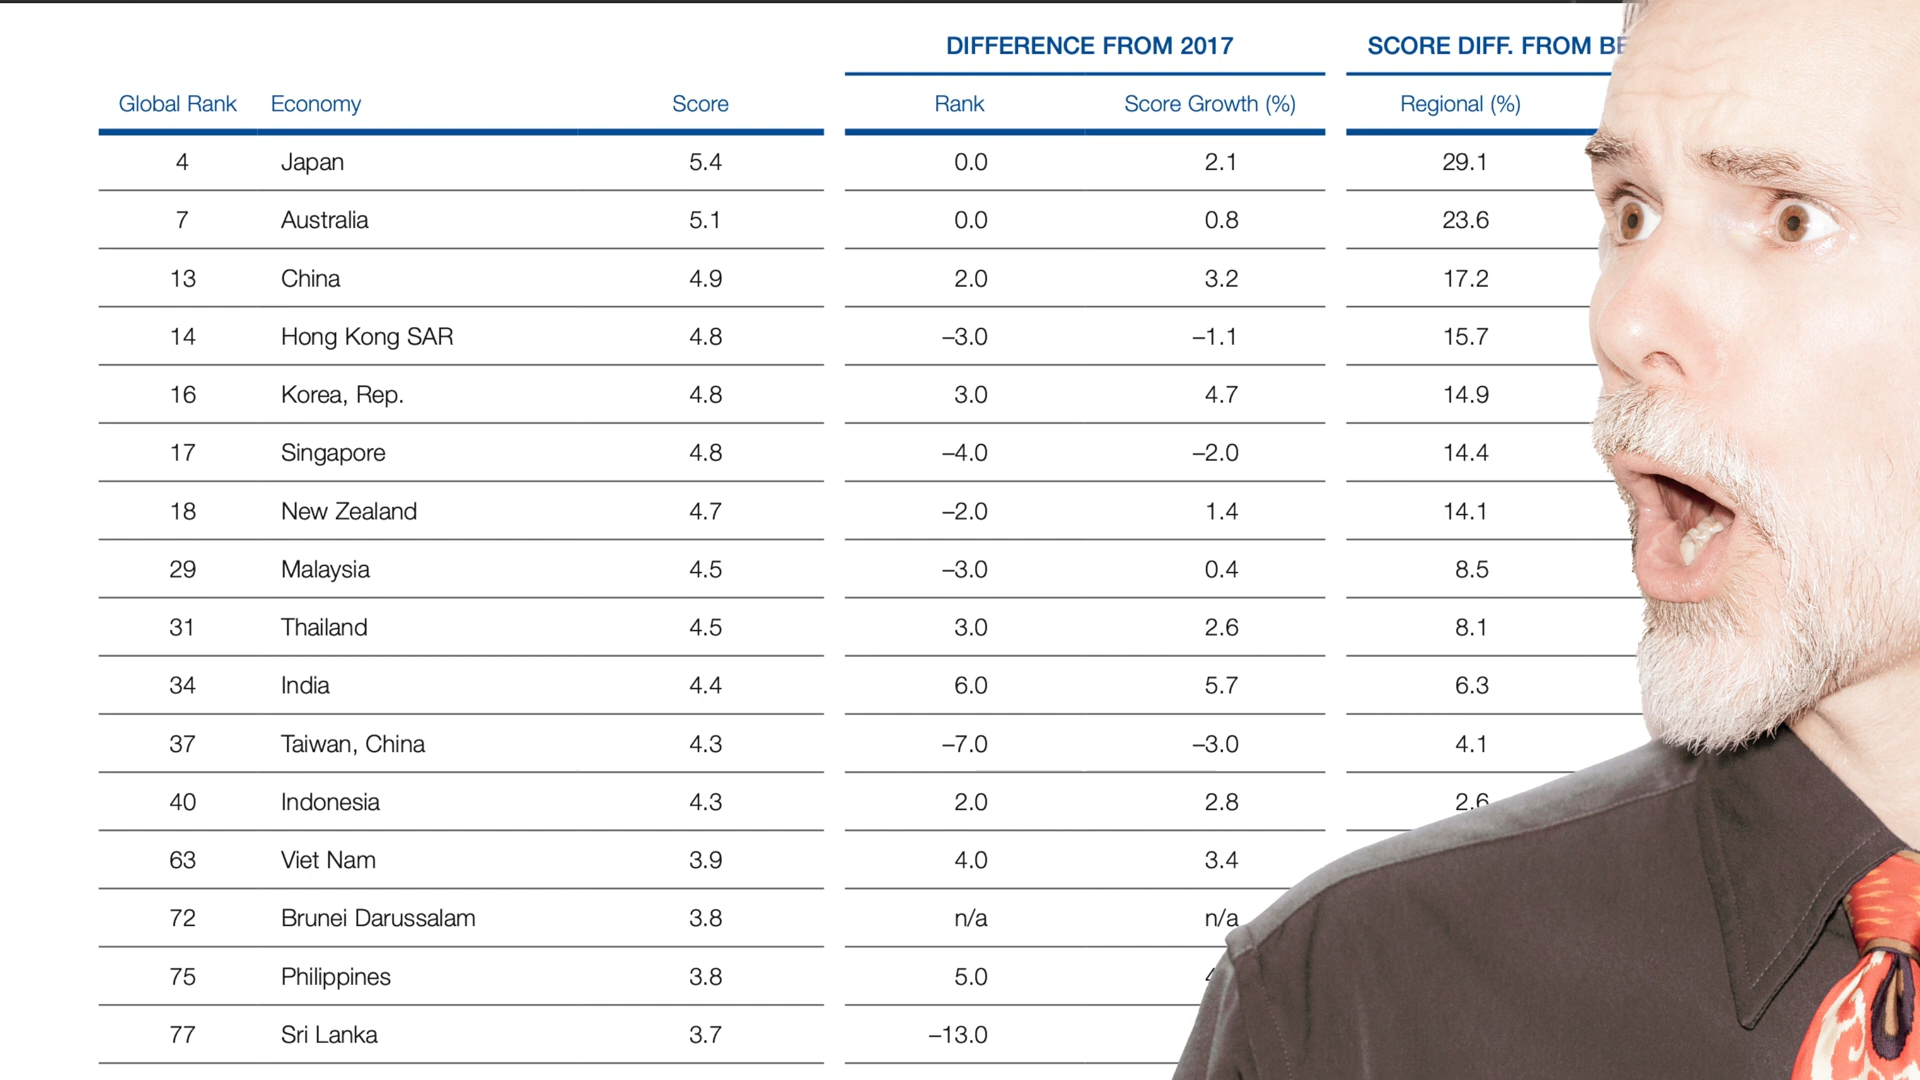 DIFFERENCE FROM 2017 SCORE DIFF. FROM
Global Rank Economy Score Rank Score Growth (%) Regional (%)
4 Japan 5.4 0.0 2.1 29.1
7 Australia 5.1 0.0 0.8 23.6
13 China 4.9 2.0 3.2 17.2
14 Hong Kong SAR 4.8 –3.0 –1.1 15.7
16 Korea, Rep. 4.8 3.0 4.7 14.9
17 Singapore 4.8 –4.0 –2.0 14.4
18 New Zealand 4.7 –2.0 1.4 14.1
29 Malaysia 4.5 –3.0 0.4 8.5
31 Thailand 4.5 3.0 2.6 8.1
34 India 4.4 6.0 5.7 6.3
37 Taiwan, China 4.3 –7.0 –3.0 4.1
40 Indonesia 4.3 2.0 2.8 2.6
63 Viet Nam 3.9 4.0 3.4
72 Brunei Darussalam 3.8 n/a n/a
75 Philippines 3.8 5.0
77 Sri Lanka 3.7 –13.0